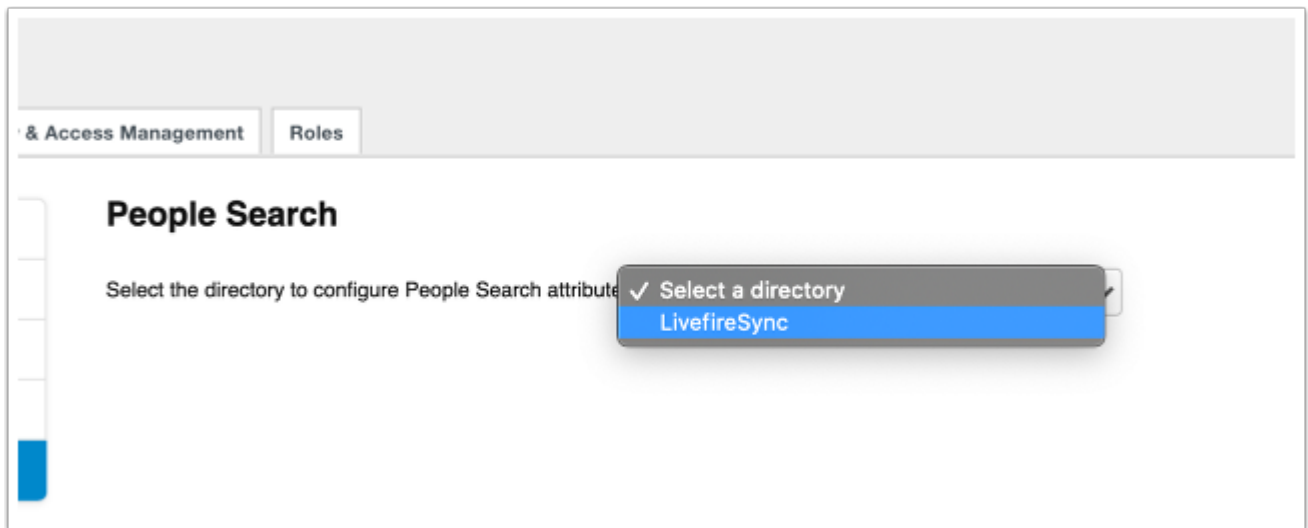 & Access Management
Roles
People Search
Select the directory to configure People Search attribute
✓ Select a directory
LivefireSync